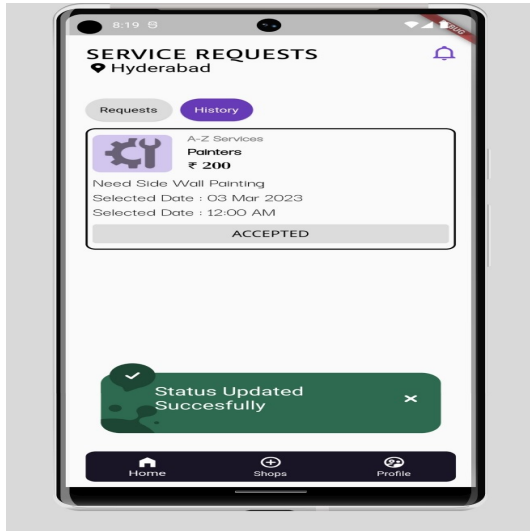 8:19
SERVICE REQUESTS
Hyderabad
Requests
History
A-Z Services
Painters
₹ 200
Need Side Wall Painting
Selected Date : 03 Mar 2023
Selected Date : 12:00 AM
ACCEPTED
Status Updated
Succesfully
Home
Shops
Profile